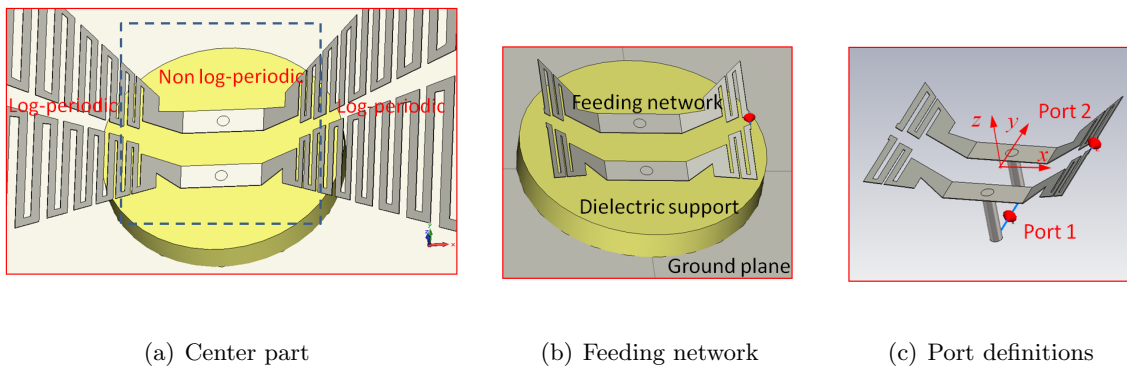 Non log-periodic
Log-periodic
Log-periodic
z
x
Feeding network
Dielectric support
Ground plane
Port 2
z
y
x
Port 1
(a) Center part
(b) Feeding network
(c) Port definitions